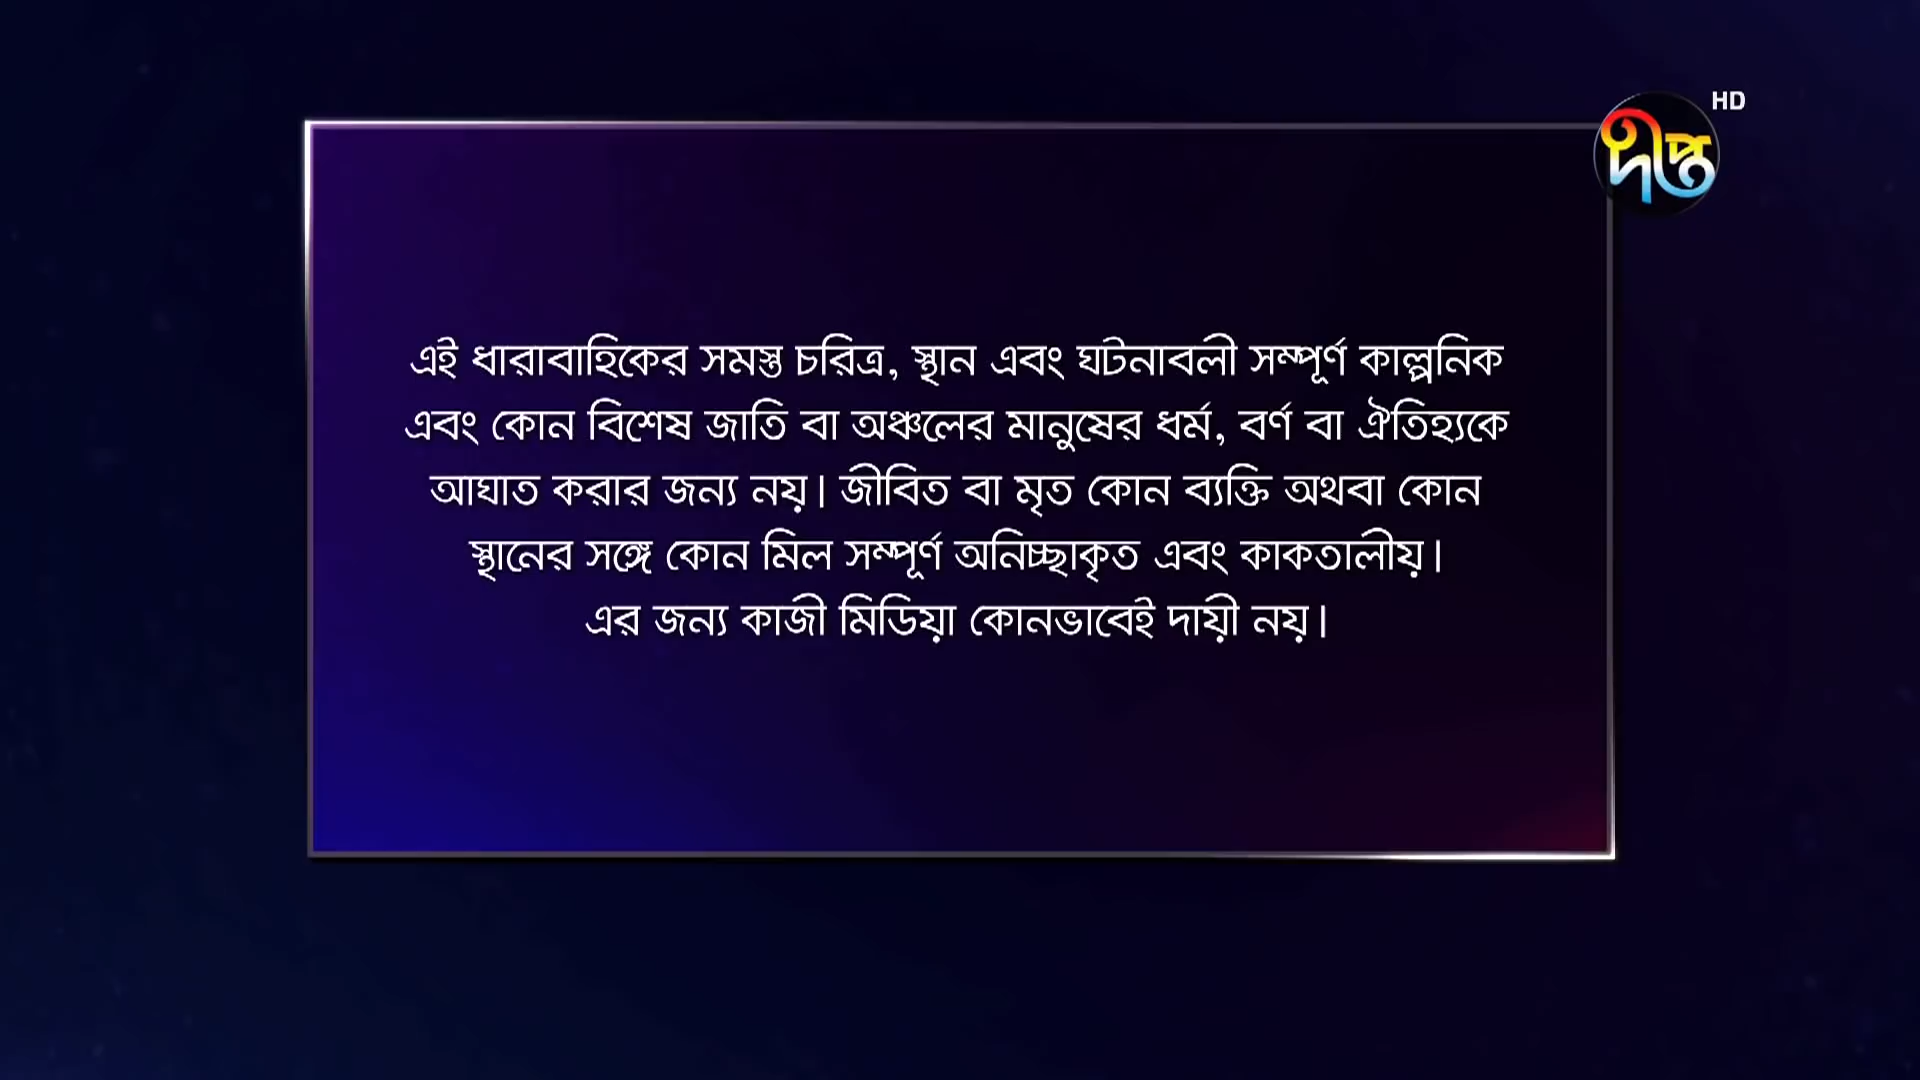 HD
দীপ্ত
এই ধারাবাহিকের সমস্ত চরিত্র, স্থান এবং ঘটনাবলী সম্পূর্ণ কাল্পনিক
এবং কোন বিশেষ জাতি বা অঞ্চলের মানুষের ধর্ম, বর্ণ বা ঐতিহ্যকে
আঘাত করার জন্য নয়। জীবিত বা মৃত কোন ব্যক্তি অথবা কোন
স্থানের সঙ্গে কোন মিল সম্পূর্ণ অনিচ্ছাকৃত এবং কাকতালীয়।
এর জন্য কাজী মিডিয়া কোনভাবেই দায়ী নয়।